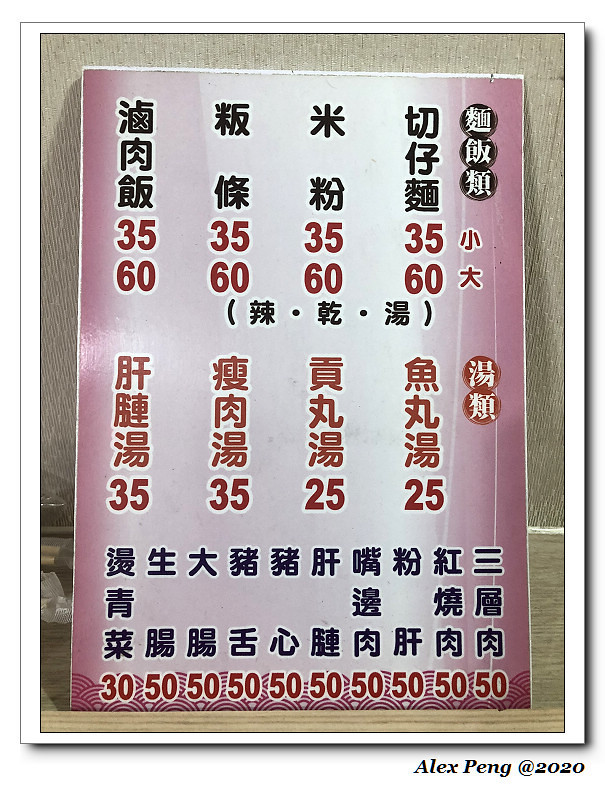 麵飯類
小
大
切仔麵
35
60
米粉
35
60
粄條
35
60
滷肉飯
35
60
(辣・乾・湯)
湯類
魚丸湯
25
貢丸湯
25
瘦肉湯
35
肝膁湯
35
三層肉
50
紅燒肉
50
粉肝
50
嘴邊肉
50
肝膁
50
豬心
50
豬舌
50
大腸
50
生腸
50
燙青菜
30
Alex Peng @2020